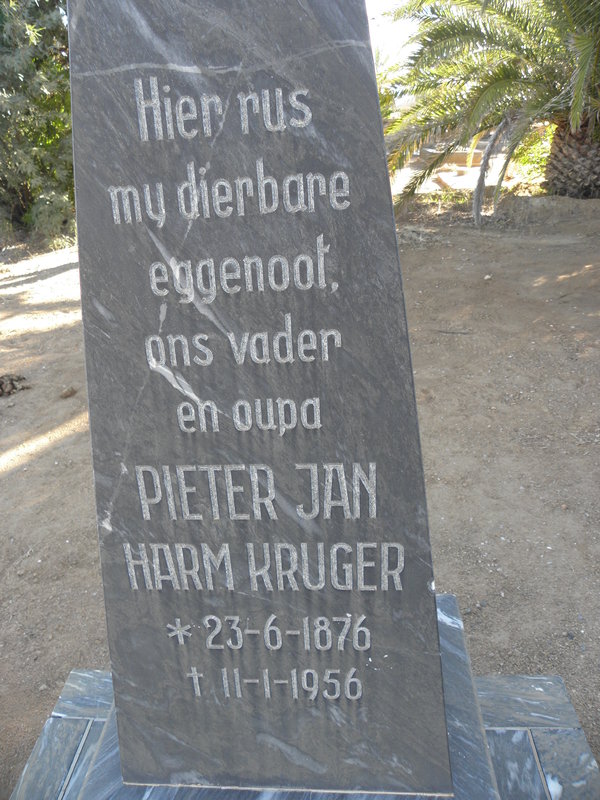 Hier rus
my dierbare
eggenoot,
ons vader
en oupa
PIETER JAN
HARM KRUGER
* 23-6-1876
† 11-1-1956